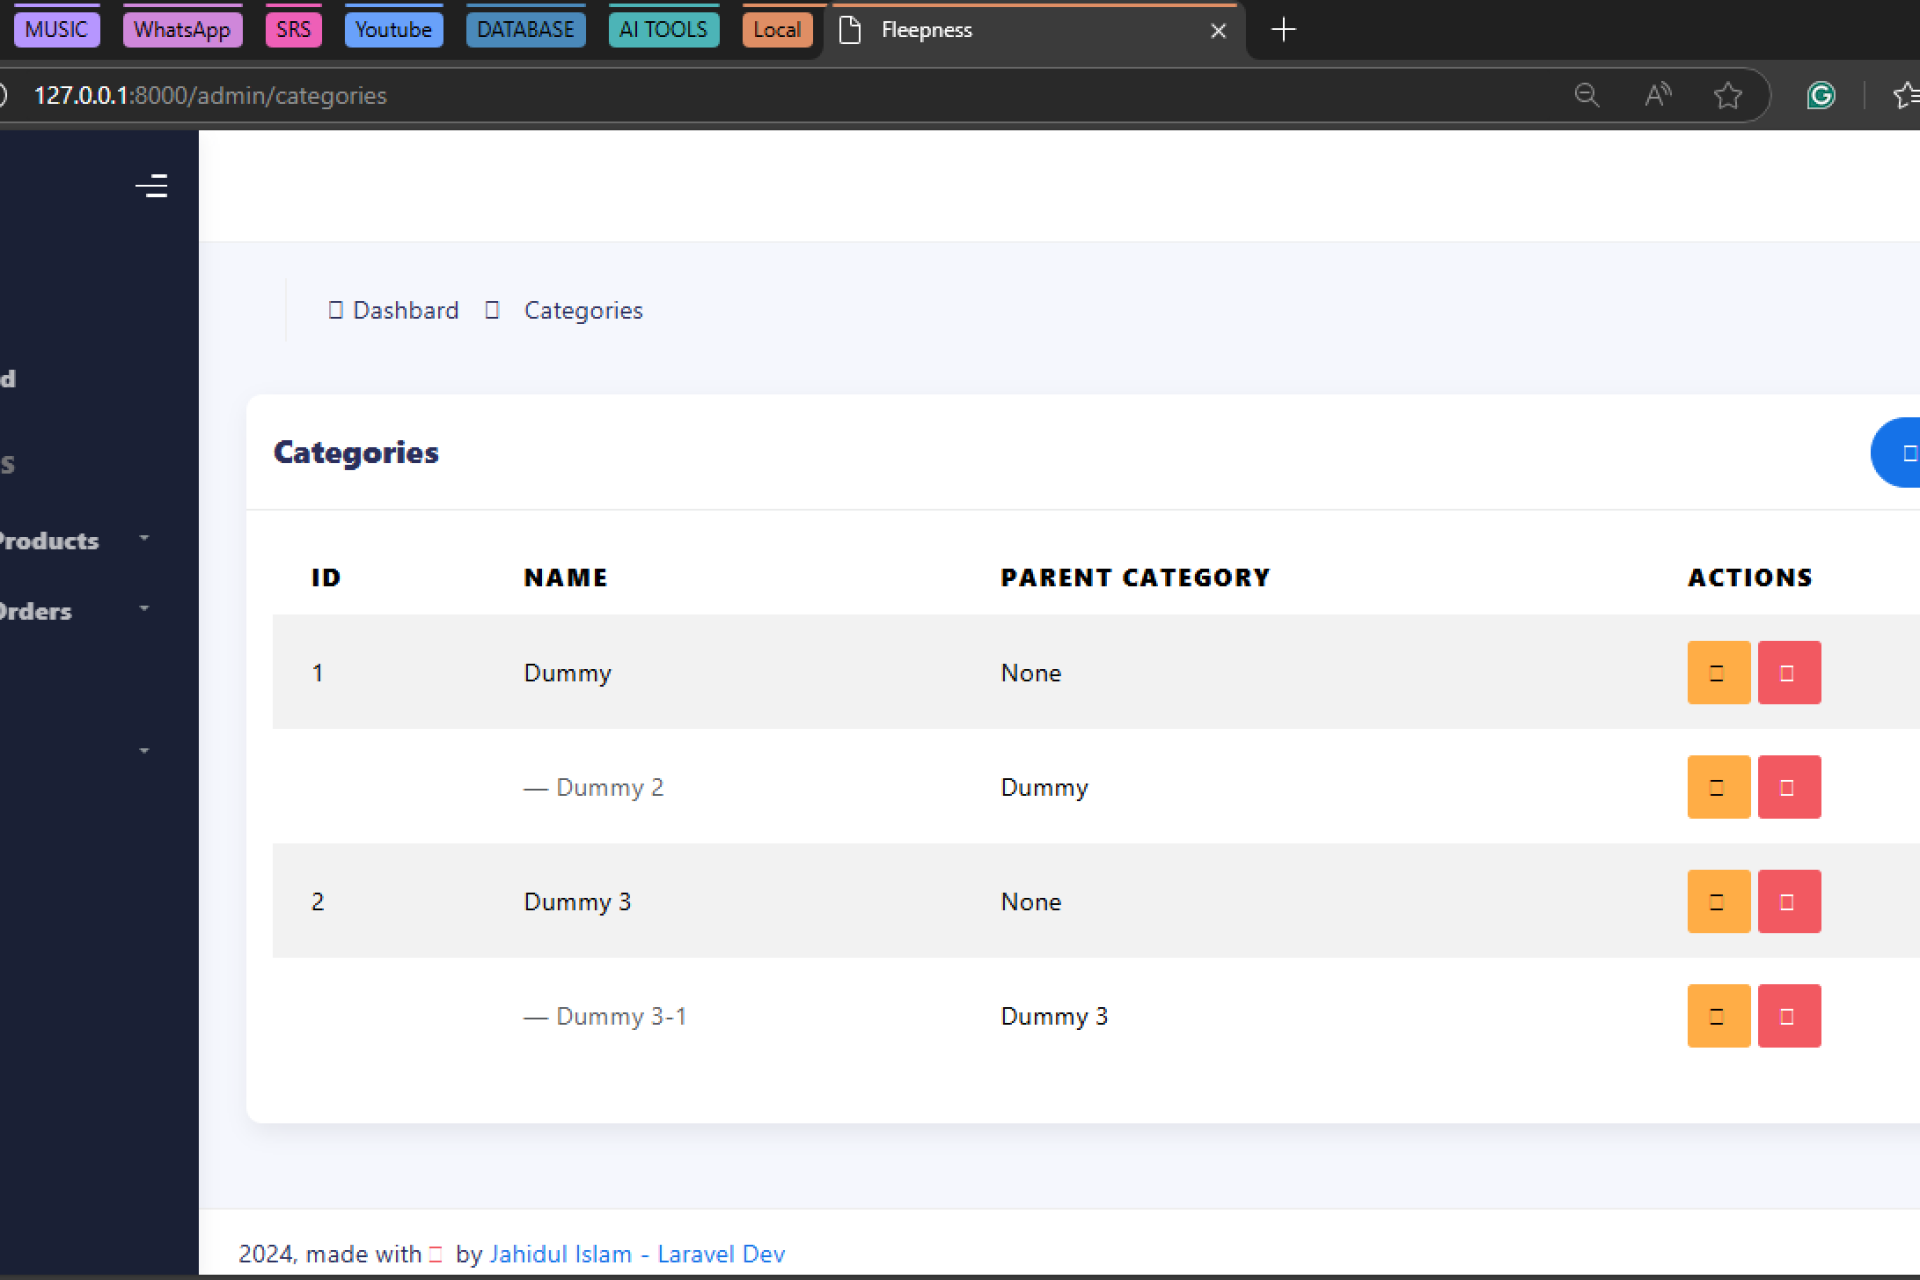 MUSIC WhatsApp SRS Youtube DATABASE AI TOOLS Local Fleepness
127.0.0.1:8000/admin/categories
Dashbard Categories
d
s
Products
Orders
Categories
ID NAME PARENT CATEGORY ACTIONS
1 Dummy None
— Dummy 2 Dummy
2 Dummy 3 None
— Dummy 3-1 Dummy 3
2024, made with by Jahidul Islam - Laravel Dev